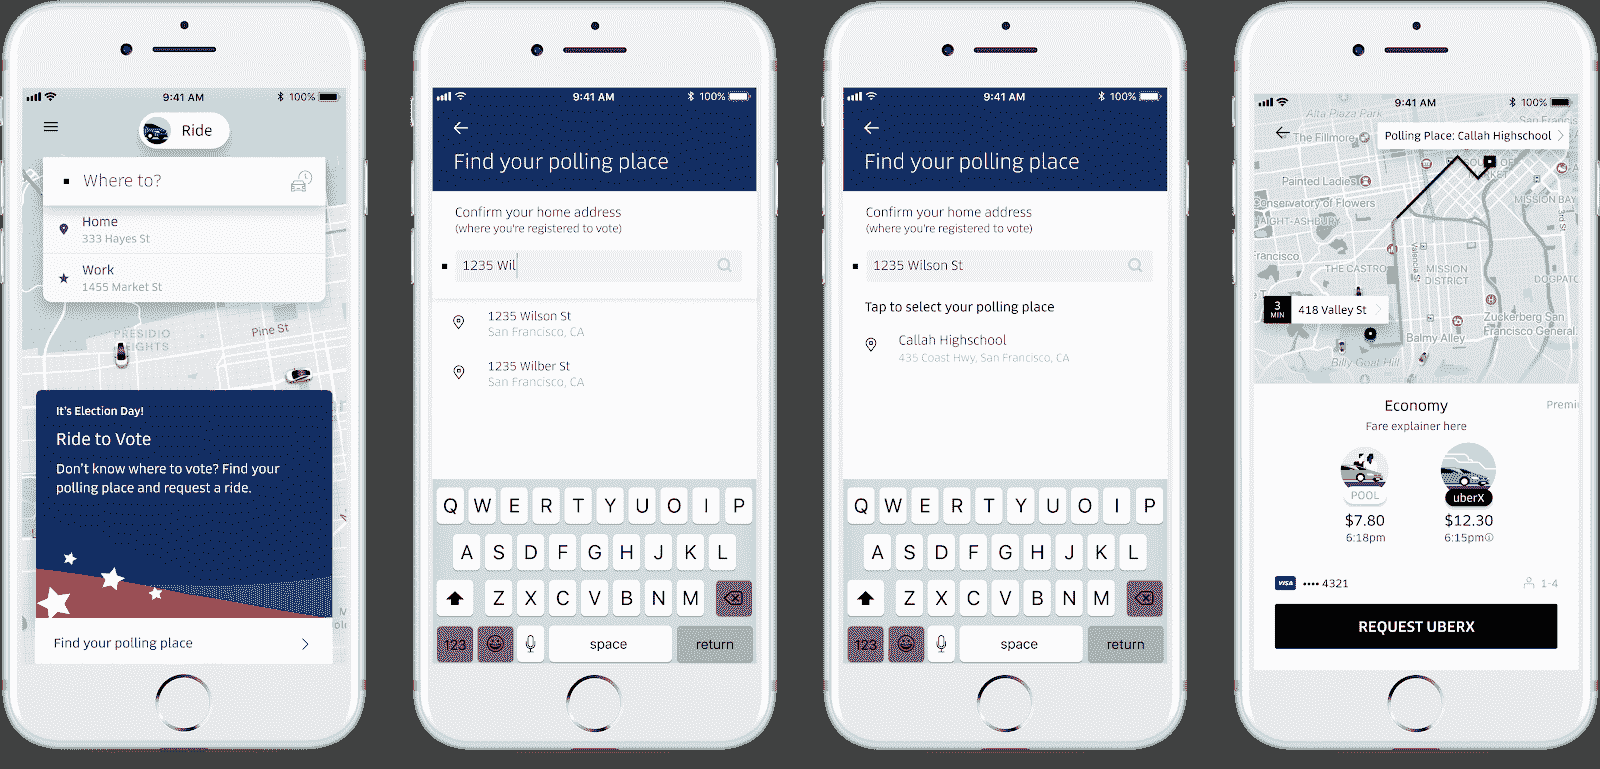 9:41 AM
100%
Ride
Where to?
Home
333 Hayes St
Work
1455 Market St
PRESIDIO
HEIGHTS
Pine St
It's Election Day!
Ride to Vote
Don't know where to vote? Find your
polling place and request a ride.
Find your polling place
9:41 AM
100%
Find your polling place
Confirm your home address
(where you're registered to vote)
1235 Wil
1235 Wilson St
San Francisco, CA
1235 Wilber St
San Francisco, CA
Q W E R T Y U O I P
A S D F G H J K L
Z X C V B N M
123
space
return
9:41 AM
100%
Find your polling place
Confirm your home address
(where you're registered to vote)
1235 Wilson St
Tap to select your polling place
Callah Highschool
435 Coast Hwy, San Francisco, CA
Q W E R T Y U O I P
A S D F G H J K L
Z X C V B N M
123
space
return
9:41 AM
100%
Alta Plaza Park
San Francisco
The Fillmore
Polling Place: Callah Highschool
Painted Ladies
Conservatory of Flowers
MISSION BAY
AIGHT-ASHBURY
3rd St
Valencia St
rancisco
THE CASTRO
MISSION
DISTRICT
DOGPATC
3
MIN
418 Valley St
Zuckerberg San
Francisco General
Balmy Alley
Billy Goat Hill
Economy
Premi
Fare explainer here
POOL
uberX
$7.80
$12.30
6:18pm
6:15pm
VISA •••• 4321
1-4
REQUEST UBERX